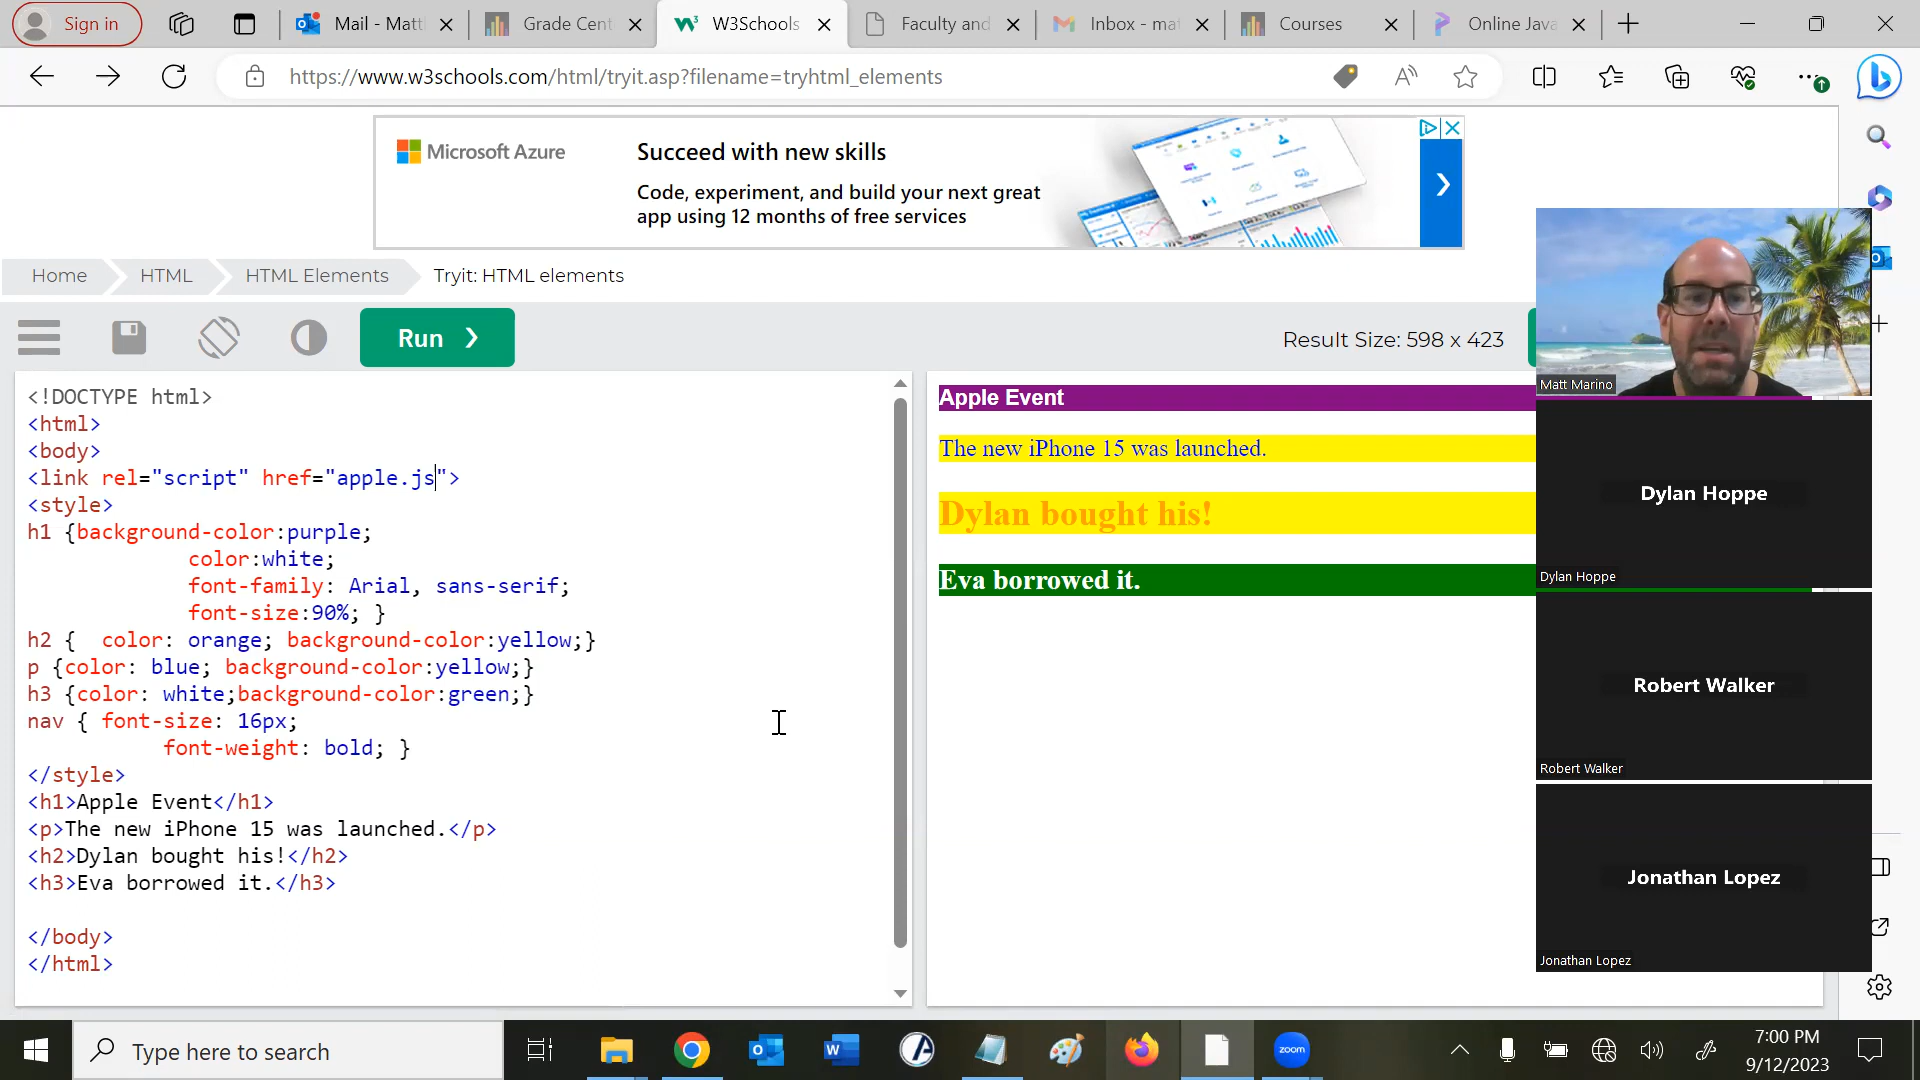 Sign in
Mail - Matt
Grade Cent
W3Schools
Faculty and
Inbox - mat
Courses
Online Java
https://www.w3schools.com/html/tryit.asp?filename=tryhtml_elements
Microsoft Azure
Succeed with new skills
Code, experiment, and build your next great
app using 12 months of free services
Home
HTML
HTML Elements
Tryit: HTML elements
Run ❯
Result Size: 598 x 423
<!DOCTYPE html>
<html>
<body>
<link rel="script" href="apple.js">
<style>
h1 {background-color:purple;
color:white;
font-family: Arial, sans-serif;
font-size:90%; }
h2 {  color: orange; background-color:yellow;}
p {color: blue; background-color:yellow;}
h3 {color: white;background-color:green;}
nav { font-size: 16px;
font-weight: bold; }
</style>
<h1>Apple Event</h1>
<p>The new iPhone 15 was launched.</p>
<h2>Dylan bought his!</h2>
<h3>Eva borrowed it.</h3>
</body>
</html>
Apple Event
The new iPhone 15 was launched.
Dylan bought his!
Eva borrowed it.
Matt Marino
Dylan Hoppe
Dylan Hoppe
Robert Walker
Robert Walker
Jonathan Lopez
Jonathan Lopez
Type here to search
zoom
7:00 PM
9/12/2023